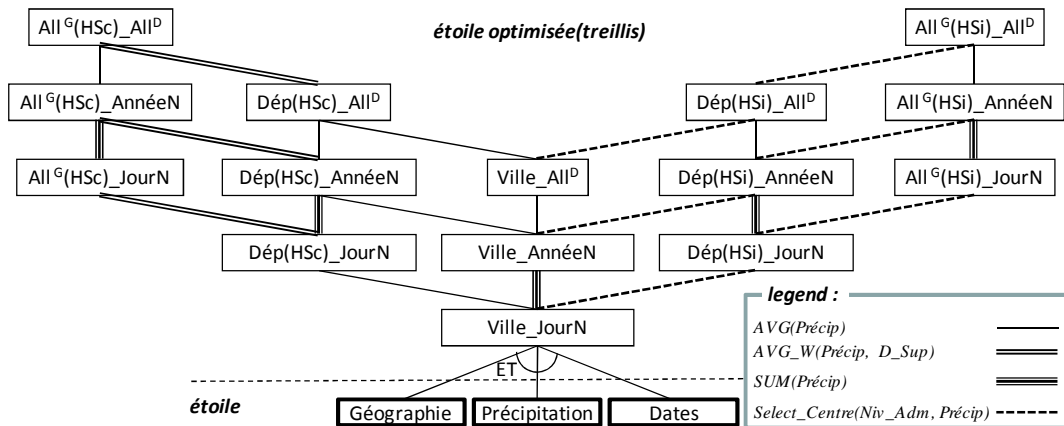 All G(HSc)_All D
étoile optimisée(treillis)
All G(HSi)_All D
All G(HSc)_AnnéeN
Dép(HSc)_All D
Dép(HSi)_All D
All G(HSi)_AnnéeN
All G(HSc)_JourN
Dép(HSc)_AnnéeN
Ville_All D
Dép(HSi)_AnnéeN
All G(HSi)_JourN
Dép(HSc)_JourN
Ville_AnnéeN
Dép(HSi)_JourN
Ville_JourN
ET
étoile
Géographie
Précipitation
Dates
legend :
AVG(Précip)
AVG_W(Précip, D_Sup)
SUM(Précip)
Select_Centre(Niv_Adm, Précip)